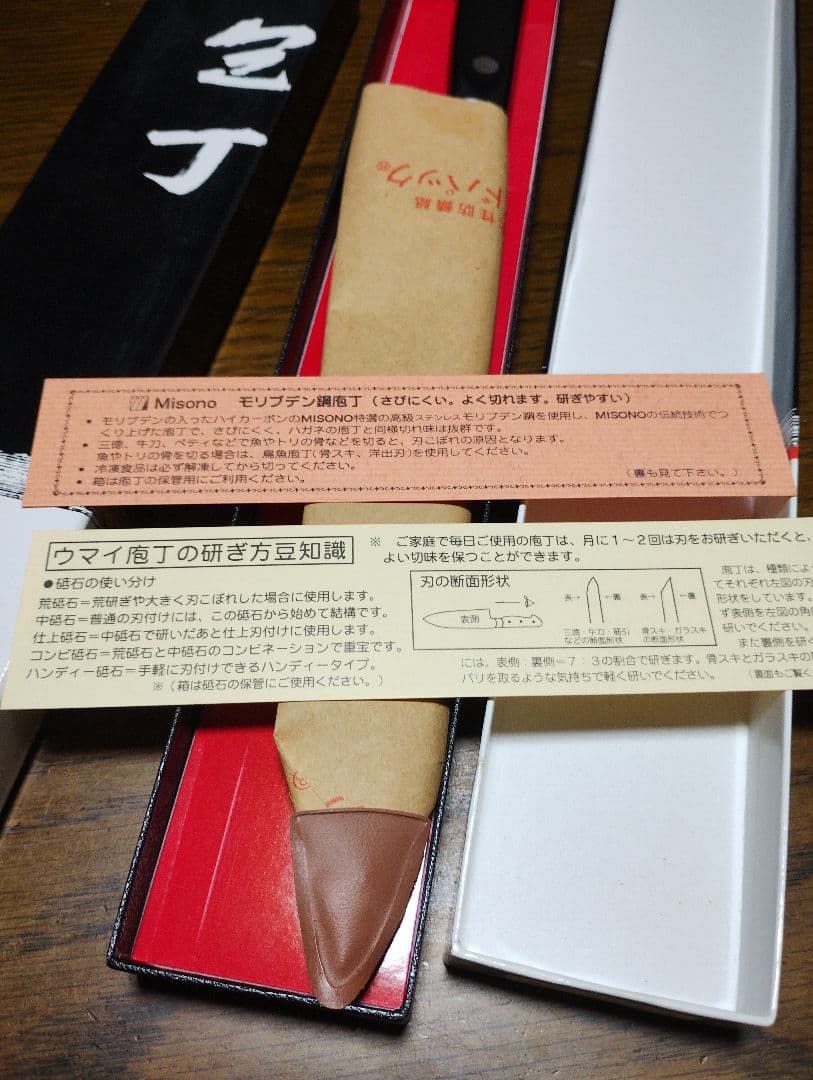 包丁
ドパック®
性防錆紙
Misono モリブデン鋼庖丁（さびにくい。よく切れます。研ぎやすい）
● モリブデンの入ったハイカーボンのMISONO特選の高級ステンレスモリブデン鋼を使用し、MISONOの伝統技術でつ
くり上げた庖丁で、さびにくく、ハガネの庖丁と同様切れ味は抜群です。
● 三徳、牛刀、ペティなどで魚やトリの骨などを切ると、刃こぼれの原因となります。
魚やトリの骨を切る場合は、鳥魚庖丁（骨スキ、洋出刃）を使用してください。
● 冷凍食品は必ず解凍してから切ってください。
● 箱は庖丁の保管用にご利用ください。
（裏も見て下さい。）
ウマイ庖丁の研ぎ方豆知識
※ ご家庭で毎日ご使用の庖丁は、月に１～２回は刃をお研ぎいただくと、
よい切味を保つことができます。
●砥石の使い分け
荒砥石＝荒研ぎや大きく刃こぼれした場合に使用します。
中砥石＝普通の刃付けには、この砥石から始めて結構です。
仕上砥石＝中砥石で研いだあと仕上刃付けに使用します。
コンビ砥石＝荒砥石と中砥石のコンビネーションで重宝です。
ハンディー砥石＝手軽に刃付けできるハンディータイプ。
※（箱は砥石の保管にご使用ください。）
刃の断面形状
表側
表→ ←裏
三徳・牛刀・筋引
などの断面形状
表→ ←裏
骨スキ・ガラスキ
の断面形状
庖丁は、種類によ
てそれぞれ左図の刃
形状をしています。
ず表側を左図の角
研いでください。
また裏側を研ぐ
には、表側：裏側＝７：３の割合で研ぎます。骨スキとガラスキの
バリを取るような気持ちで軽く研いでください。
（裏面もご覧く